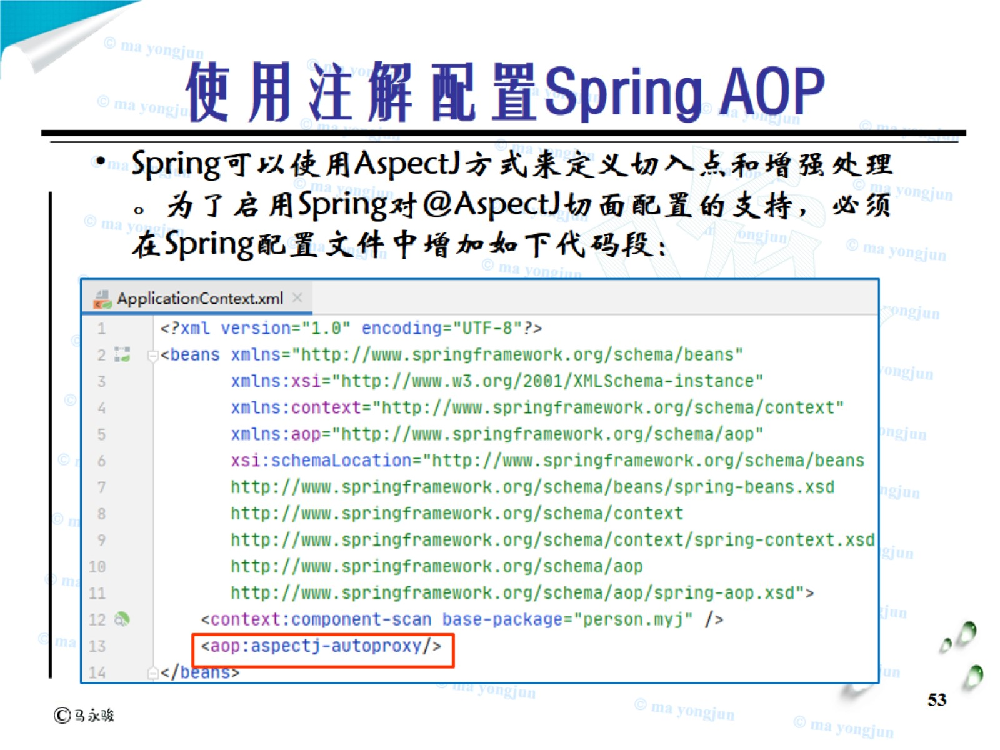 使用注解配置Spring AOP
• Spring可以使用AspectJ方式来定义切入点和增强处理
。为了启用Spring对@AspectJ切面配置的支持，必须
在Spring配置文件中增加如下代码段：
ApplicationContext.xml
1 <?xml version="1.0" encoding="UTF-8"?>
2 <beans xmlns="http://www.springframework.org/schema/beans"
3 xmlns:xsi="http://www.w3.org/2001/XMLSchema-instance"
4 xmlns:context="http://www.springframework.org/schema/context"
5 xmlns:aop="http://www.springframework.org/schema/aop"
6 xsi:schemaLocation="http://www.springframework.org/schema/beans
7 http://www.springframework.org/schema/beans/spring-beans.xsd
8 http://www.springframework.org/schema/context
9 http://www.springframework.org/schema/context/spring-context.xsd
10 http://www.springframework.org/schema/aop
11 http://www.springframework.org/schema/aop/spring-aop.xsd">
12 <context:component-scan base-package="person.myj" />
13 <aop:aspectj-autoproxy/>
14 </beans>
53
©马永骏
© ma yongjun